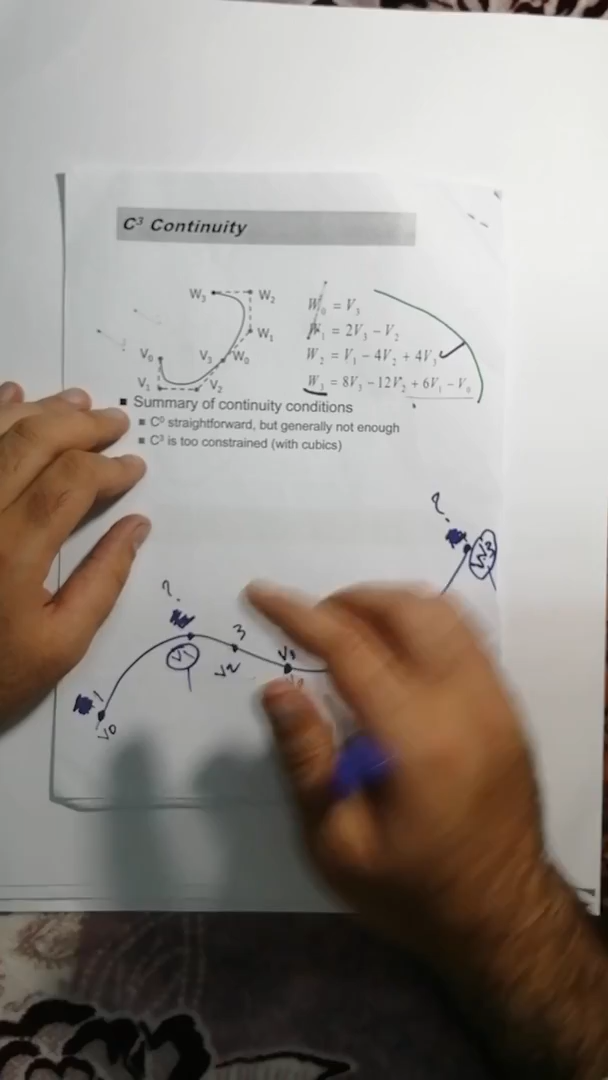 C³ Continuity
W₃ W₂
W₁
V₀ V₃ W₀
V₁ V₂
W₀ = V₃
W₁ = 2V₃ − V₂
W₂ = V₁ − 4V₂ + 4V₃
W₃ = 8V₃ − 12V₂ + 6V₁ − V₀
■ Summary of continuity conditions
■ C⁰ straightforward, but generally not enough
■ C³ is too constrained (with cubics)
?
W3
?
3
V1
V3
V2
1
V0